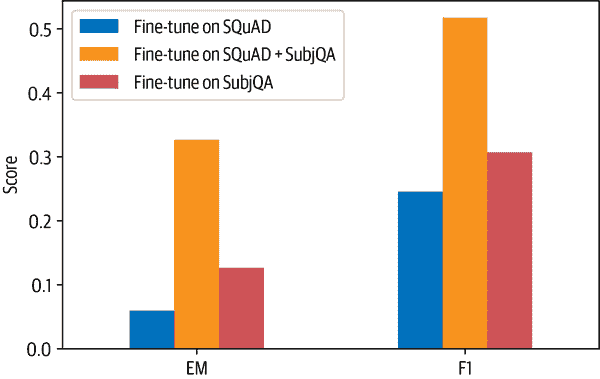 Fine-tune on SQuAD
Fine-tune on SQuAD + SubjQA
Fine-tune on SubjQA
0.5
0.4
0.3
0.2
0.1
0.0
Score
EM F1